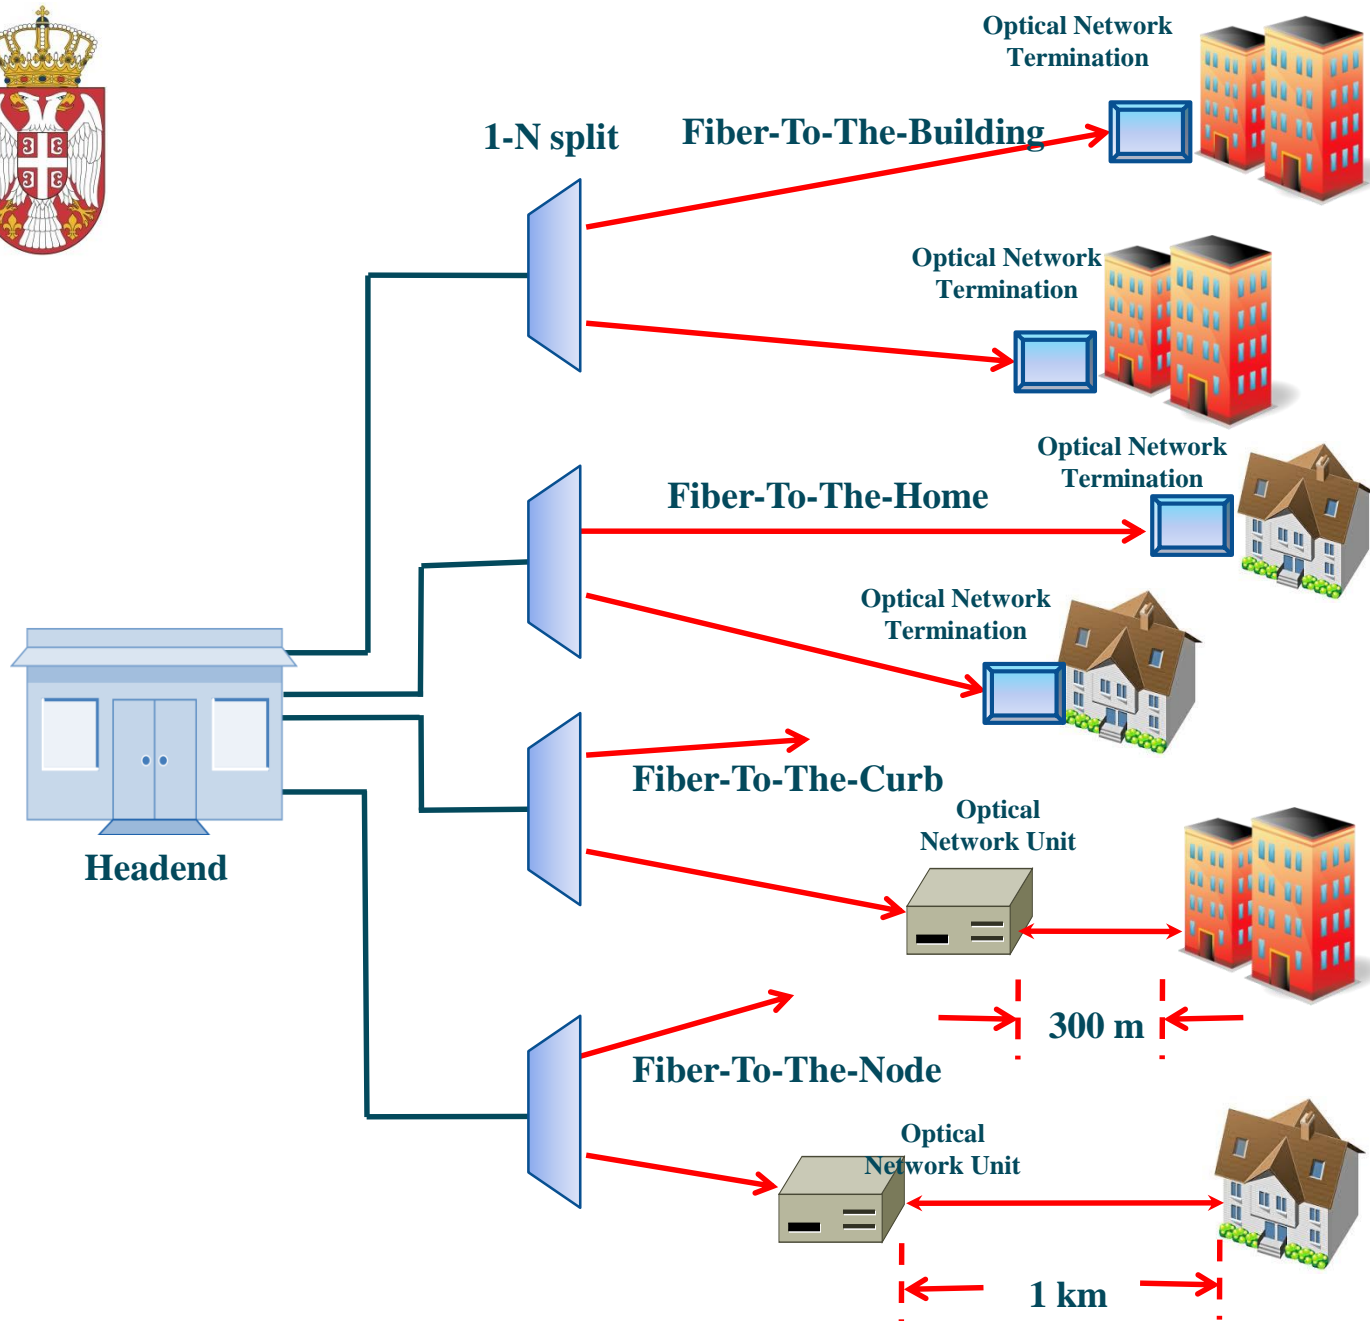 Optical Network
Termination
1-N split
Fiber-To-The-Building
Optical Network
Termination
Optical Network
Termination
Fiber-To-The-Home
Optical Network
Termination
Fiber-To-The-Curb
Optical
Network Unit
Headend
300 m
Fiber-To-The-Node
Optical
Network Unit
1 km